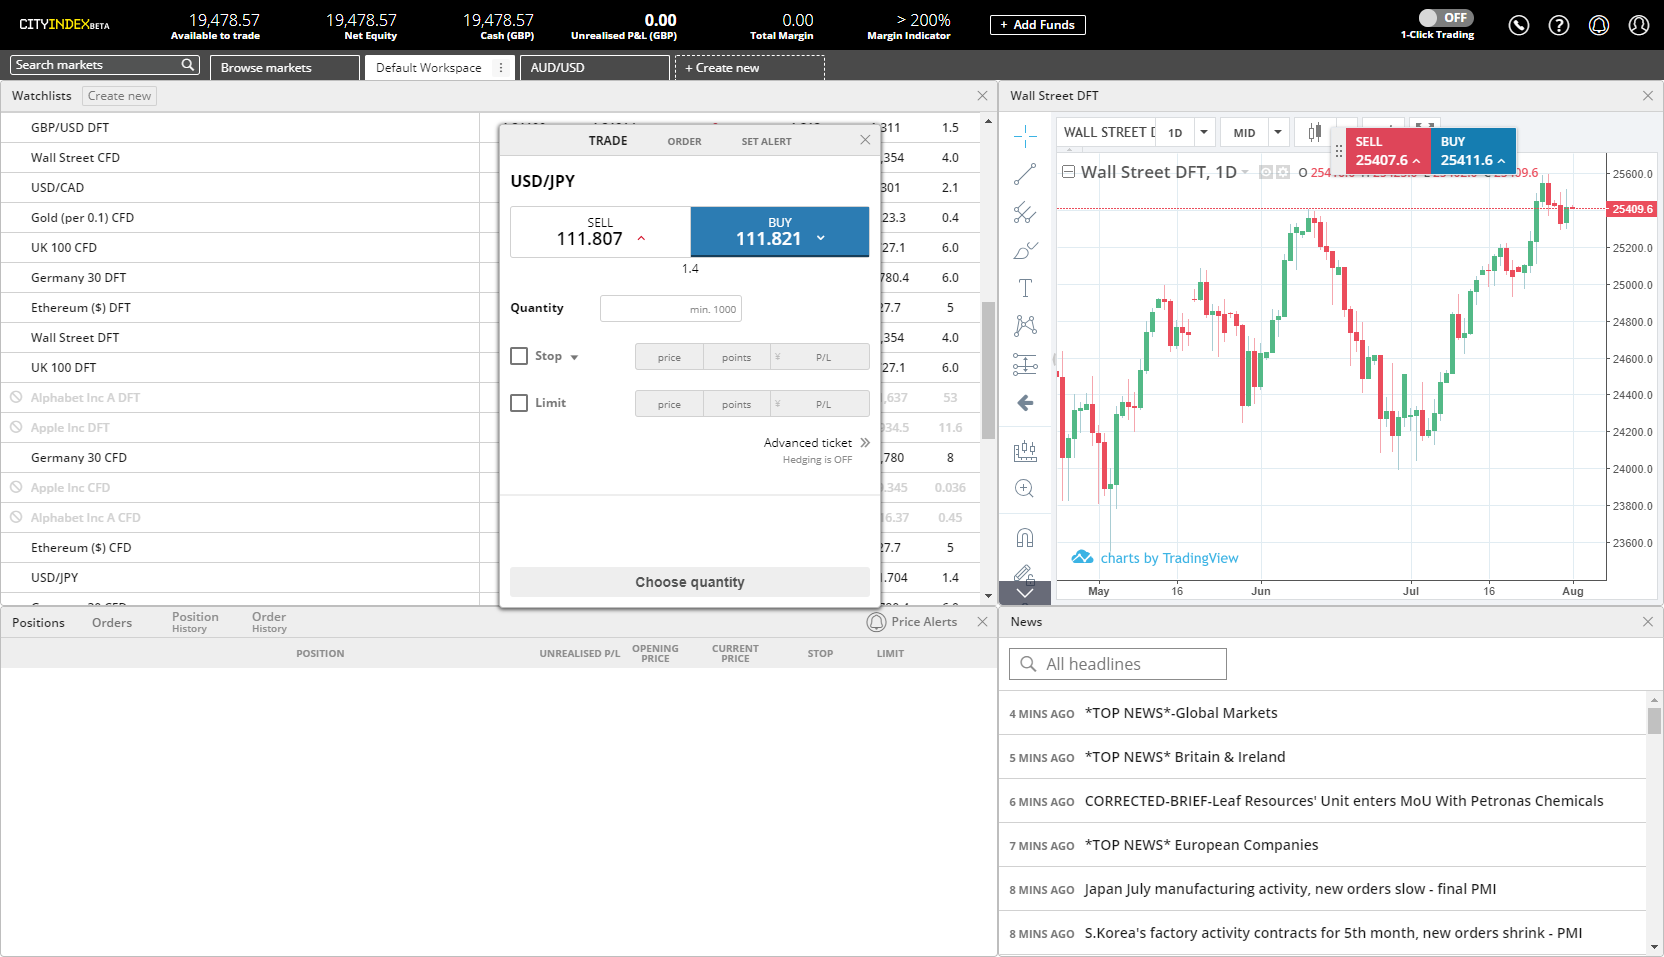 CITYINDEXBETA
19,478.57
Available to trade
19,478.57
Net Equity
19,478.57
Cash (GBP)
0.00
Unrealised P&L (GBP)
0.00
Total Margin
> 200%
Margin Indicator
+ Add Funds
OFF
1-Click Trading
Search markets
Browse markets
Default Workspace
AUD/USD
+ Create new
Watchlists
Create new
GBP/USD DFT
311 1.5
Wall Street CFD
,354 4.0
USD/CAD
301 2.1
Gold (per 0.1) CFD
23.3 0.4
UK 100 CFD
27.1 6.0
Germany 30 DFT
780.4 6.0
Ethereum ($) DFT
27.7 5
Wall Street DFT
,354 4.0
UK 100 DFT
27.1 6.0
Alphabet Inc A DFT
,637 53
Apple Inc DFT
934.5 11.6
Germany 30 CFD
,780 8
Apple Inc CFD
9.345 0.036
Alphabet Inc A CFD
16.37 0.45
Ethereum ($) CFD
27.7 5
USD/JPY
1.704 1.4
TRADE
ORDER
SET ALERT
USD/JPY
SELL
111.807
BUY
111.821
1.4
Quantity
min. 1000
Stop
price points ¥ P/L
Limit
price points ¥ P/L
Advanced ticket
Hedging is OFF
Choose quantity
Wall Street DFT
WALL STREET D
1D
MID
SELL
25407.6
BUY
25411.6
Wall Street DFT, 1D
25600.0
25409.6
25200.0
25000.0
24800.0
24600.0
24400.0
24200.0
24000.0
23800.0
23600.0
charts by TradingView
May 16 Jun Jul 16 Aug
Positions
Orders
Position History
Order History
Price Alerts
POSITION
UNREALISED P/L
OPENING PRICE
CURRENT PRICE
STOP
LIMIT
News
All headlines
4 MINS AGO *TOP NEWS*-Global Markets
5 MINS AGO *TOP NEWS* Britain & Ireland
6 MINS AGO CORRECTED-BRIEF-Leaf Resources' Unit enters MoU With Petronas Chemicals
7 MINS AGO *TOP NEWS* European Companies
8 MINS AGO Japan July manufacturing activity, new orders slow - final PMI
8 MINS AGO S.Korea's factory activity contracts for 5th month, new orders shrink - PMI